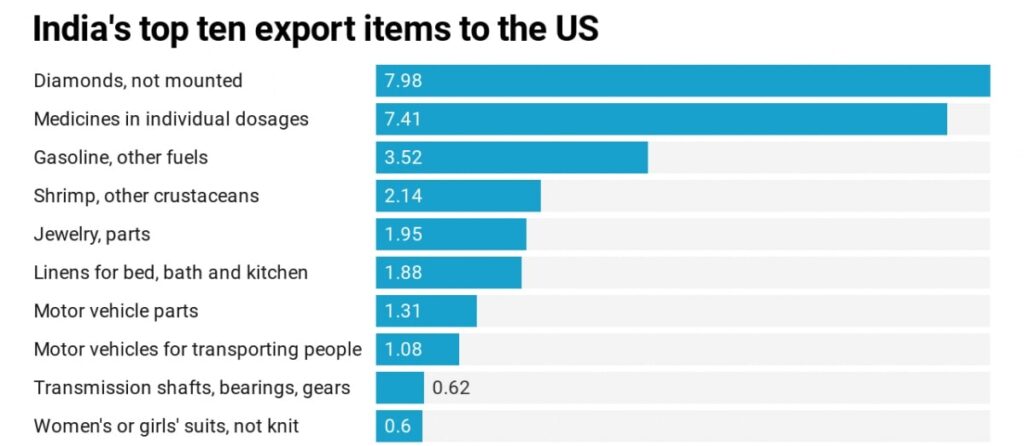 India's top ten export items to the US
Diamonds, not mounted 7.98
Medicines in individual dosages 7.41
Gasoline, other fuels 3.52
Shrimp, other crustaceans 2.14
Jewelry, parts 1.95
Linens for bed, bath and kitchen 1.88
Motor vehicle parts 1.31
Motor vehicles for transporting people 1.08
Transmission shafts, bearings, gears 0.62
Women's or girls' suits, not knit 0.6